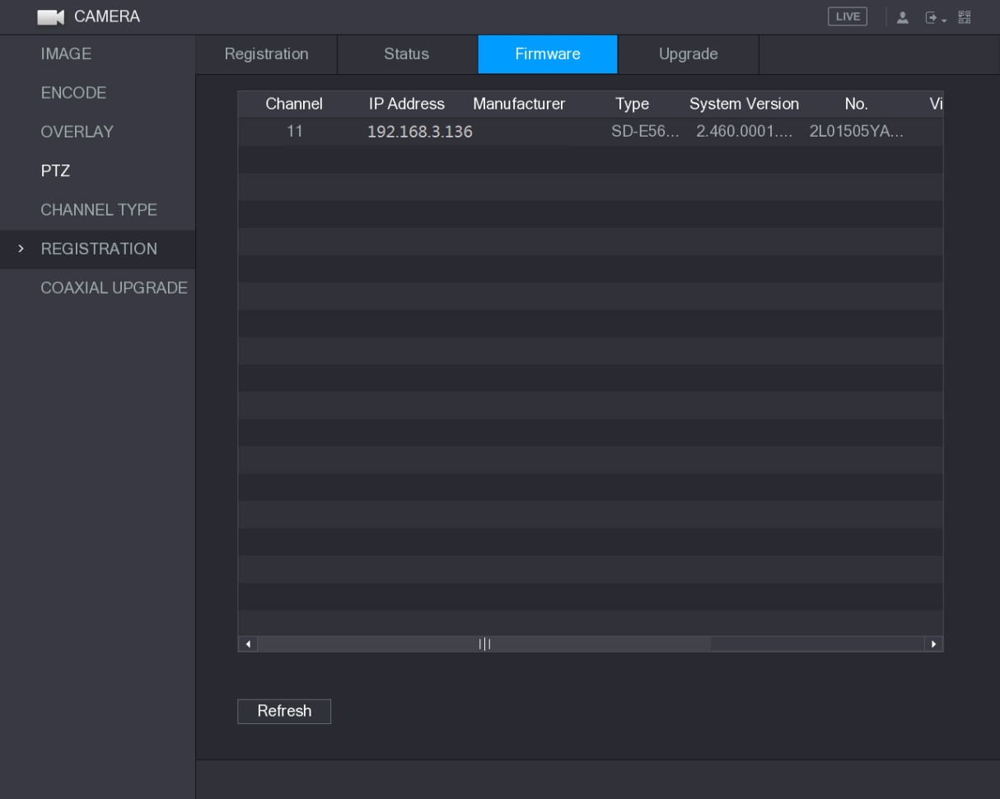 CAMERA LIVE
IMAGE
ENCODE
OVERLAY
PTZ
CHANNEL TYPE
REGISTRATION
COAXIAL UPGRADE
Registration Status Firmware Upgrade
Channel IP Address Manufacturer Type System Version No. Vi
11 192.168.3.136 SD-E56... 2.460.0001.... 2L01505YA...
Refresh